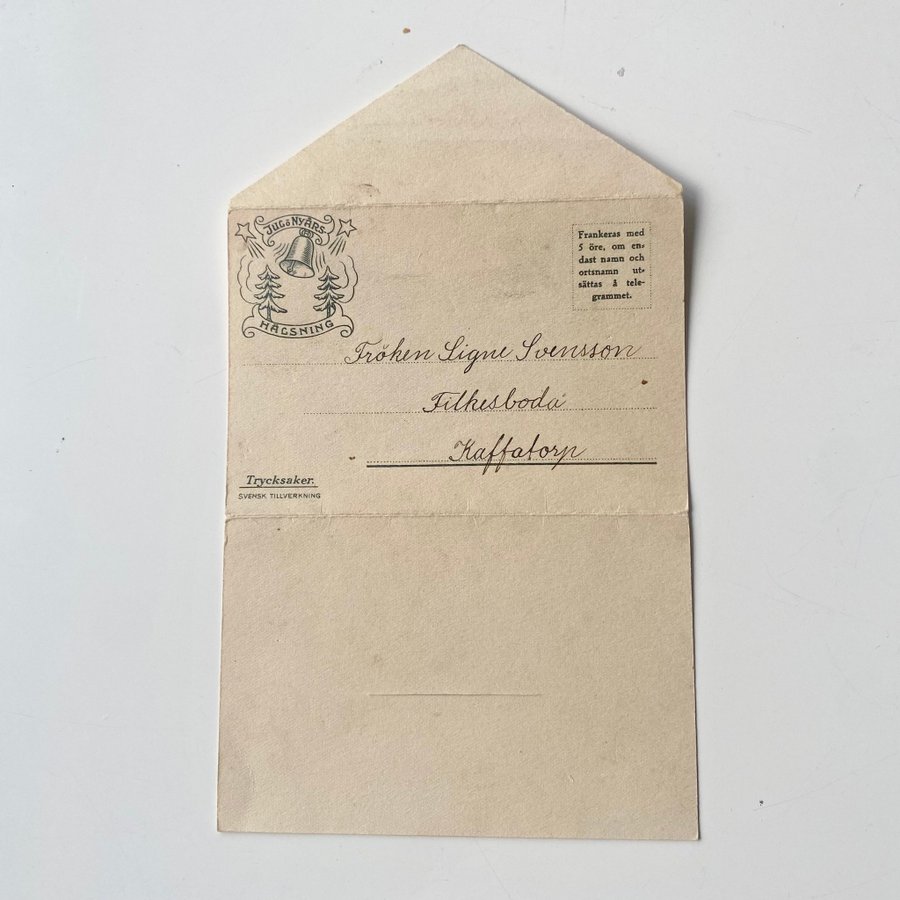 JUL o NYÅRS
HÄLSNING
Frankeras med
5 öre, om en-
dast namn och
ortsnamn ut-
sättas å tele-
grammet.
Fröken Signe Svensson
Filkesboda
Kaffatorp
Trycksaker.
SVENSK TILLVERKNING